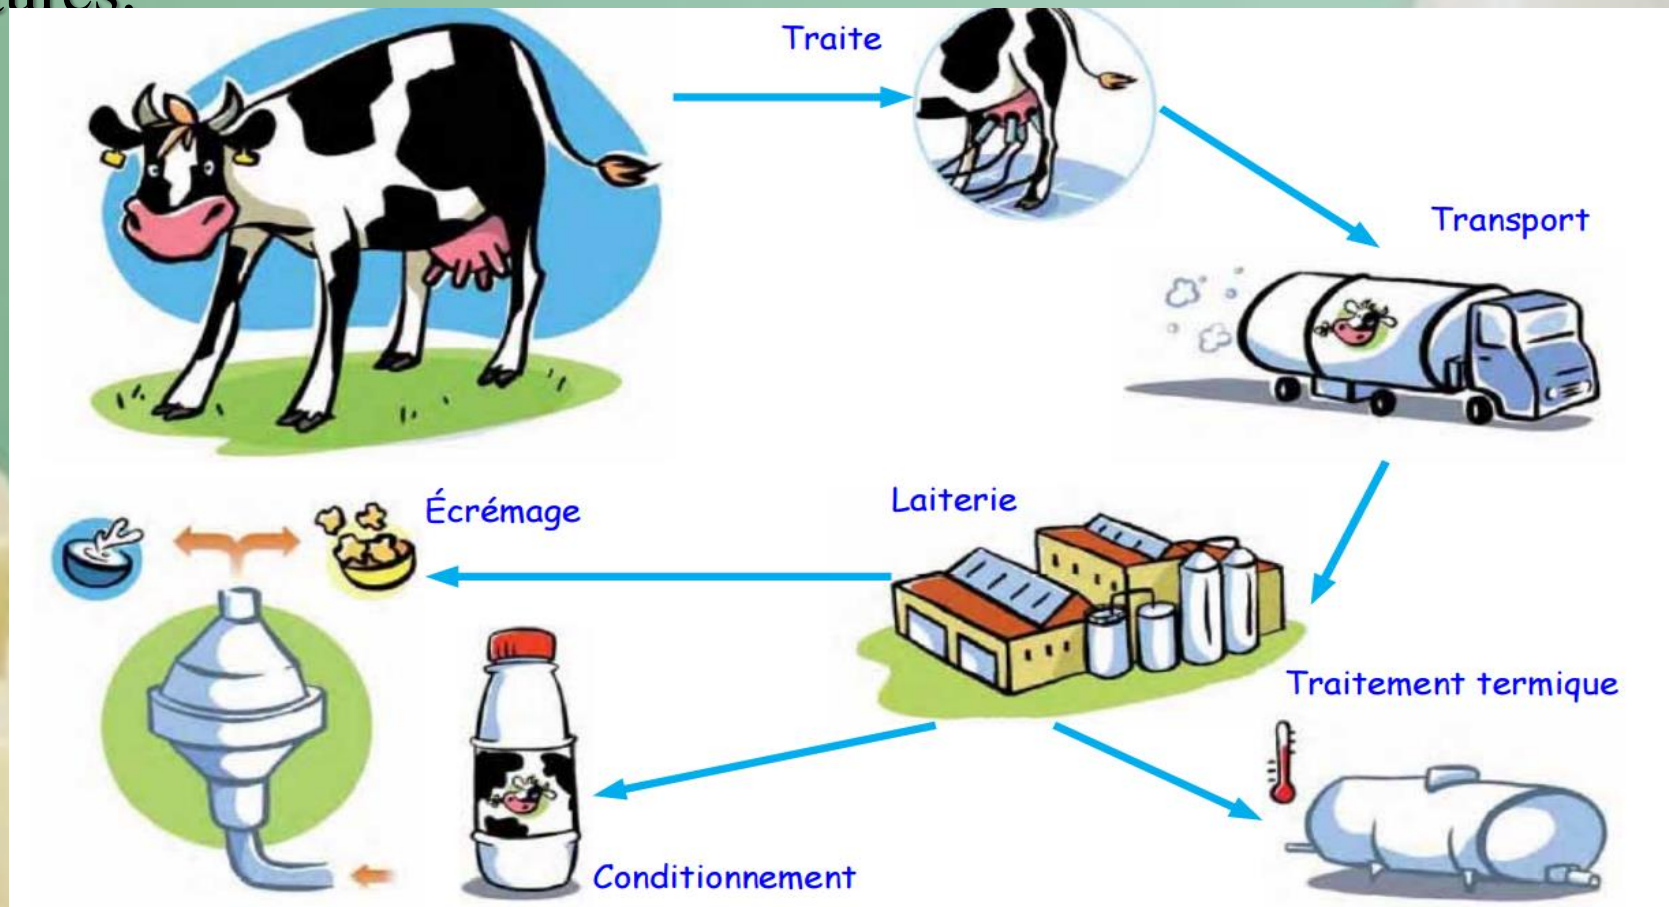 Traite
Transport
Laiterie
Écrémage
Traitement termique
Conditionnement